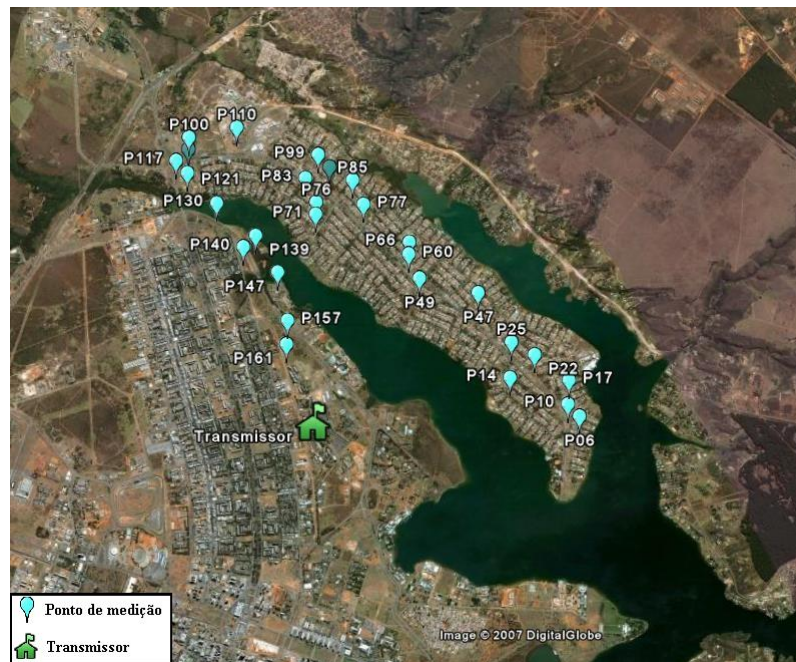 P110
P100
P99
P85
P117
P83
P121
P76
P130
P77
P71
P66
P140
P139
P60
P147
P49
P47
P157
P25
P161
P22
P17
P14
P10
P06
Transmissor
Image © 2007 DigitalGlobe
Ponto de medição
Transmissor